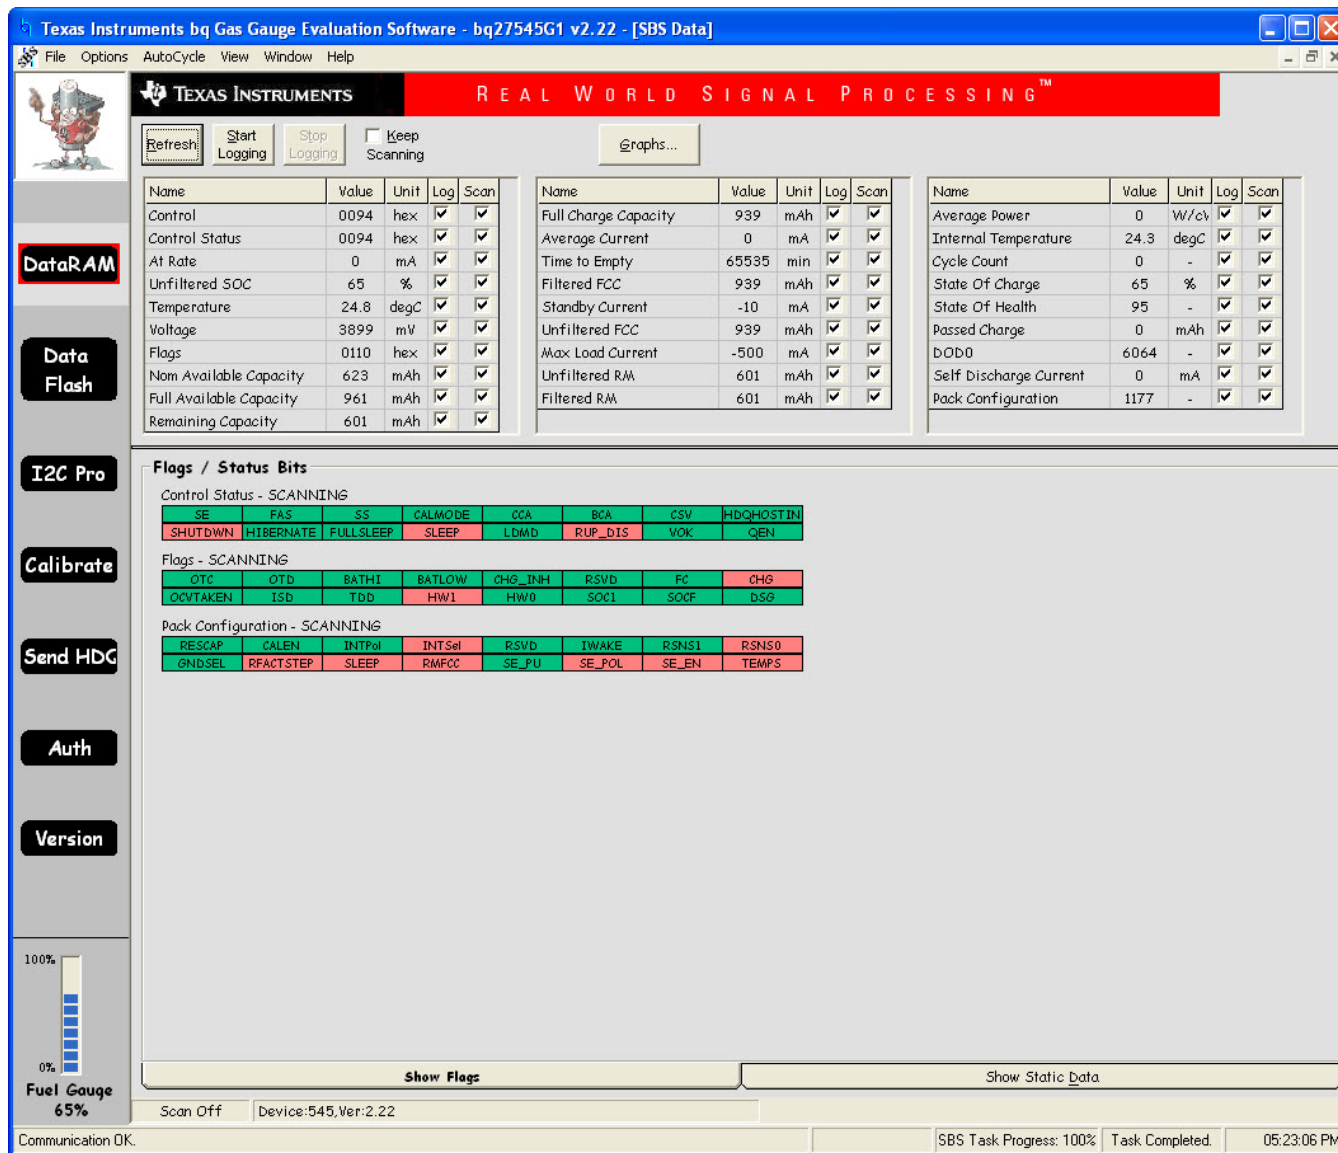 Texas Instruments bq Gas Gauge Evaluation Software - bq27545G1 v2.22 - [SBS Data]
File Options AutoCycle View Window Help
TEXAS INSTRUMENTS REAL WORLD SIGNAL PROCESSING™
Refresh Start Logging Stop Logging Keep Scanning Graphs...
Name Value Unit Log Scan Name Value Unit Log Scan Name Value Unit Log Scan
Control 0094 hex Full Charge Capacity 939 mAh Average Power 0 W/cW
Control Status 0094 hex Average Current 0 mA Internal Temperature 24.3 degC
At Rate 0 mA Time to Empty 65535 min Cycle Count 0 -
Unfiltered SOC 65 % Filtered FCC 939 mAh State Of Charge 65 %
Temperature 24.8 degC Standby Current -10 mA State Of Health 95 -
Voltage 3899 mV Unfiltered FCC 939 mAh Passed Charge 0 mAh
Flags 0110 hex Max Load Current -500 mA DOD0 6064 -
Nom Available Capacity 623 mAh Unfiltered RM 601 mAh Self Discharge Current 0 mA
Full Available Capacity 961 mAh Filtered RM 601 mAh Pack Configuration 1177 -
Remaining Capacity 601 mAh
DataRAM
Data
Flash
I2C Pro
Calibrate
Send HDQ
Auth
Version
Flags / Status Bits
Control Status - SCANNING
SE FAS SS CALMODE CCA BCA CSV HDQHOSTIN
SHUTDWN HIBERNATE FULLSLEEP SLEEP LDMD RUP_DIS VOK QEN
Flags - SCANNING
OTC OTD BATHI BATLOW CHG_INH RSVD FC CHG
OCVTAKEN ISD TDD HW1 HW0 SOC1 SOCF DSG
Pack Configuration - SCANNING
RESCAP CALEN INTPol INTSel RSVD IWAKE RSNS1 RSNS0
GNDSEL RFACTSTEP SLEEP RMFCC SE_PU SE_POL SE_EN TEMPS
100%
0%
Fuel Gauge
65%
Show Flags Show Static Data
Scan Off Device:545,Ver:2.22
Communication OK. SBS Task Progress: 100% Task Completed. 05:23:06 PM